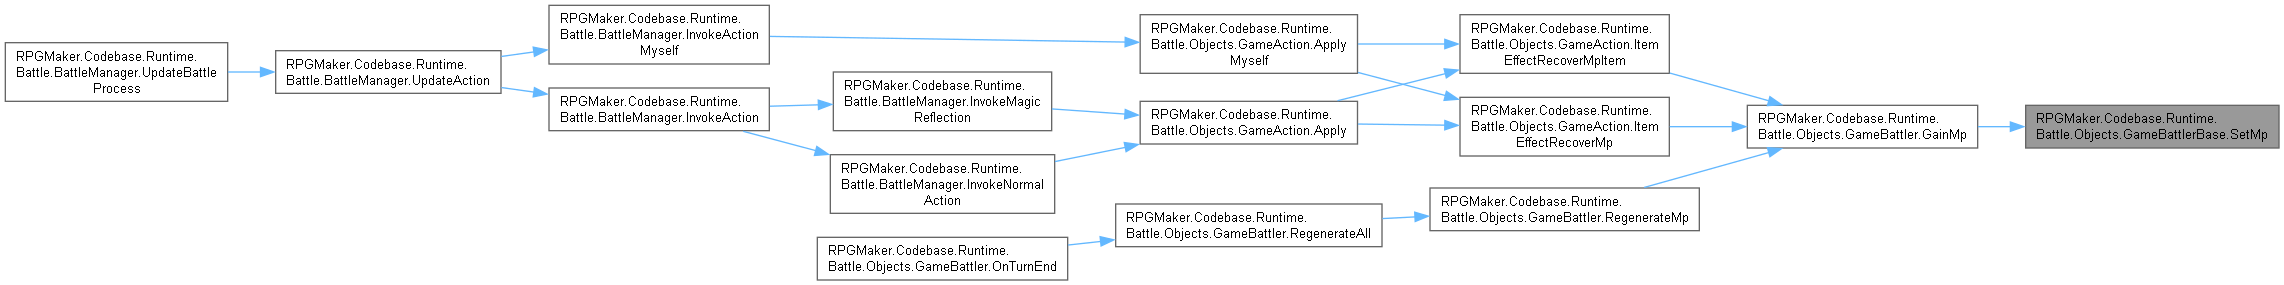 RPGMaker.Codebase.Runtime.
Battle.BattleManager.UpdateBattle
Process
RPGMaker.Codebase.Runtime.
Battle.BattleManager.UpdateAction
RPGMaker.Codebase.Runtime.
Battle.BattleManager.InvokeAction
Myself
RPGMaker.Codebase.Runtime.
Battle.BattleManager.InvokeAction
RPGMaker.Codebase.Runtime.
Battle.BattleManager.InvokeMagic
Reflection
RPGMaker.Codebase.Runtime.
Battle.BattleManager.InvokeNormal
Action
RPGMaker.Codebase.Runtime.
Battle.Objects.GameBattler.OnTurnEnd
RPGMaker.Codebase.Runtime.
Battle.Objects.GameAction.Apply
Myself
RPGMaker.Codebase.Runtime.
Battle.Objects.GameAction.Apply
RPGMaker.Codebase.Runtime.
Battle.Objects.GameBattler.RegenerateAll
RPGMaker.Codebase.Runtime.
Battle.Objects.GameAction.Item
EffectRecoverMpItem
RPGMaker.Codebase.Runtime.
Battle.Objects.GameAction.Item
EffectRecoverMp
RPGMaker.Codebase.Runtime.
Battle.Objects.GameBattler.RegenerateMp
RPGMaker.Codebase.Runtime.
Battle.Objects.GameBattler.GainMp
RPGMaker.Codebase.Runtime.
Battle.Objects.GameBattlerBase.SetMp